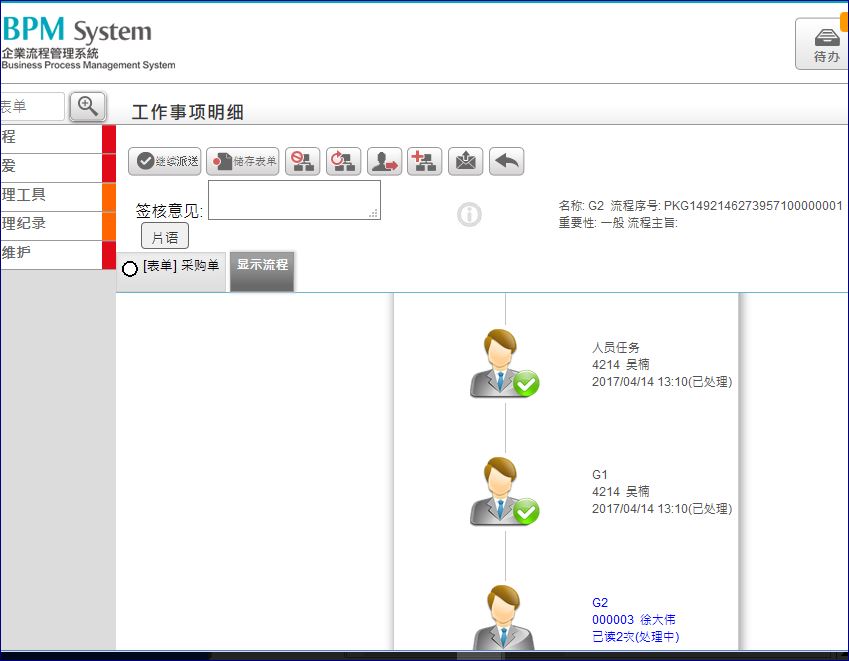 BPM System
企業流程管理系統
Business Process Management System
待办
表单
工作事项明细
程
爱
理工具
理纪录
维护
继续派送
储存表单
签核意见:
片语
名称: G2 流程序号: PKG1492146273957100000001
重要性: 一般 流程主旨:
[表单] 采购单
显示流程
人员任务
4214 吴楠
2017/04/14 13:10(已处理)
G1
4214 吴楠
2017/04/14 13:10(已处理)
G2
000003 徐大伟
已读2次(处理中)